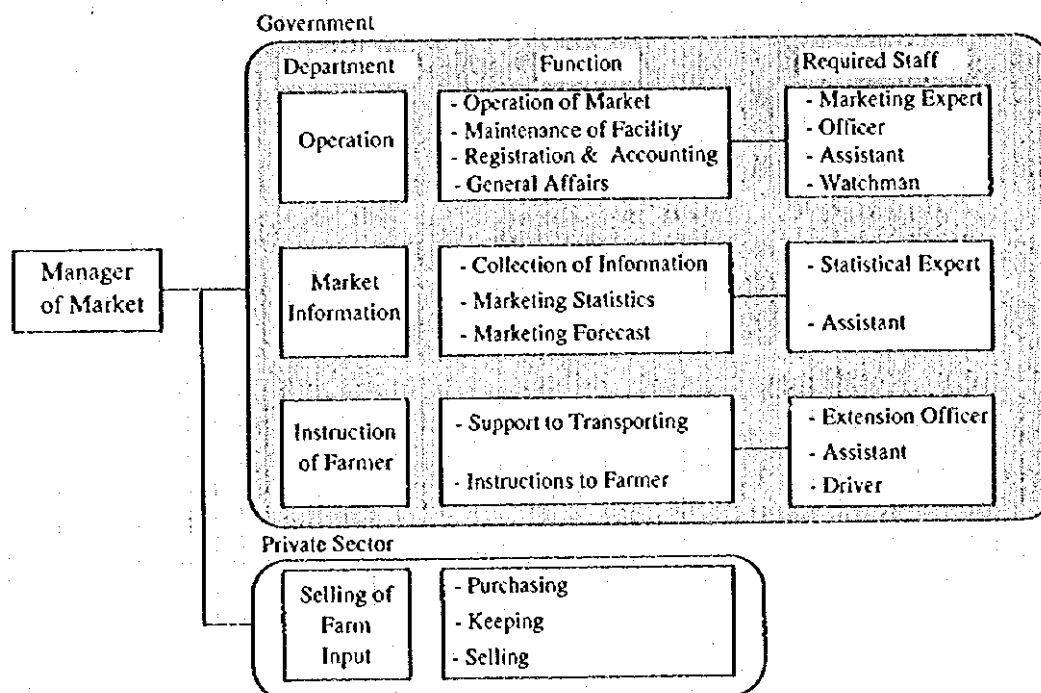 Government
Department
Function
Required Staff
Operation
- Operation of Market
- Maintenance of Facility
- Registration & Accounting
- General Affairs
- Marketing Expert
- Officer
- Assistant
- Watchman
Manager
of Market
Market
Information
- Collection of Information
- Marketing Statistics
- Marketing Forecast
- Statistical Expert
- Assistant
Instruction
of Farmer
- Support to Transporting
- Instructions to Farmer
- Extension Officer
- Assistant
- Driver
Private Sector
Selling of
Farm
Input
- Purchasing
- Keeping
- Selling